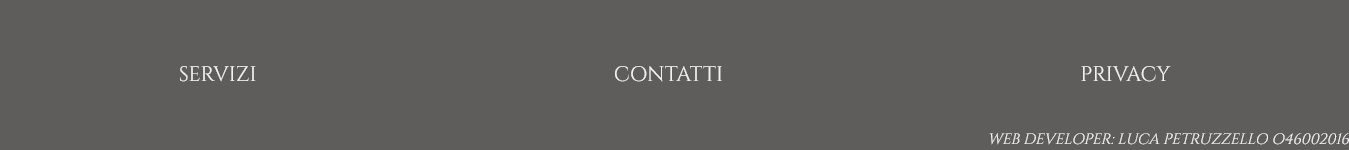 SERVIZI
CONTATTI
PRIVACY
WEB DEVELOPER: LUCA PETRUZZELLO O46002016